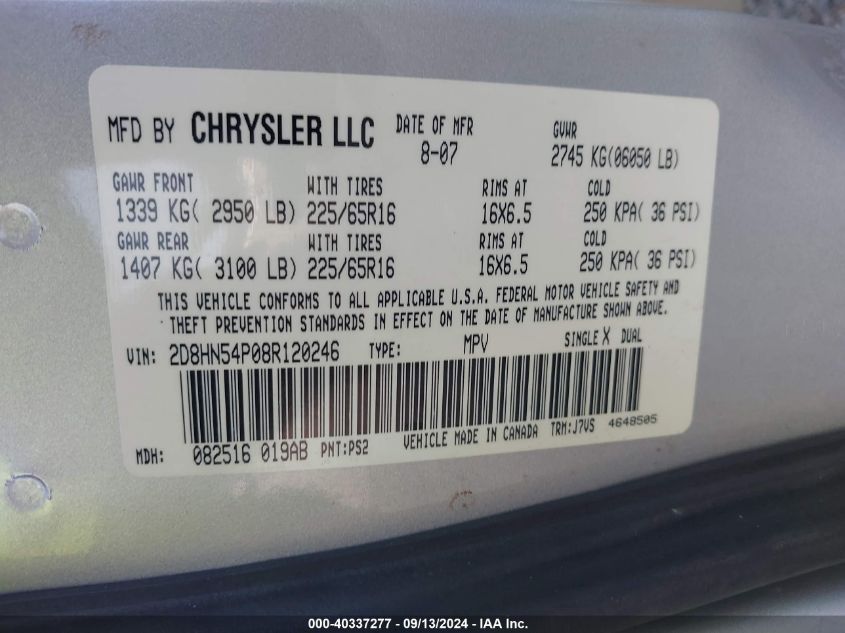 MFD BY CHRYSLER LLC DATE OF MFR GVWR
8-07 2745 KG(06050 LB)
GAWR FRONT WITH TIRES RIMS AT COLD
1339 KG( 2950 LB) 225/65R16 16X6.5 250 KPA( 36 PSI)
GAWR REAR WITH TIRES RIMS AT COLD
1407 KG( 3100 LB) 225/65R16 16X6.5 250 KPA( 36 PSI)
THIS VEHICLE CONFORMS TO ALL APPLICABLE U.S.A. FEDERAL MOTOR VEHICLE SAFETY AND
THEFT PREVENTION STANDARDS IN EFFECT ON THE DATE OF MANUFACTURE SHOWN ABOVE.
VIN: 2D8HN54P08R120246 TYPE: MPV SINGLE X DUAL
MDH: 082516 019AB PNT:PS2 VEHICLE MADE IN CANADA TRM:J7VS 4648505
000-40337277 - 09/13/2024 - IAA Inc.